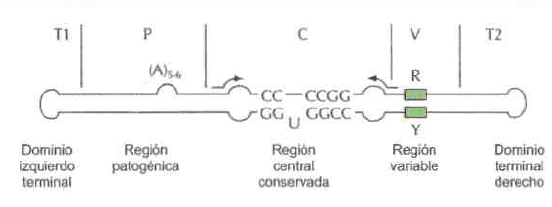 T1 P C V T2
(A)5-6 R
CC CCGG
GG U GGCC
Y
Dominio izquierdo terminal
Región patogénica
Región central conservada
Región variable
Dominio terminal derecho